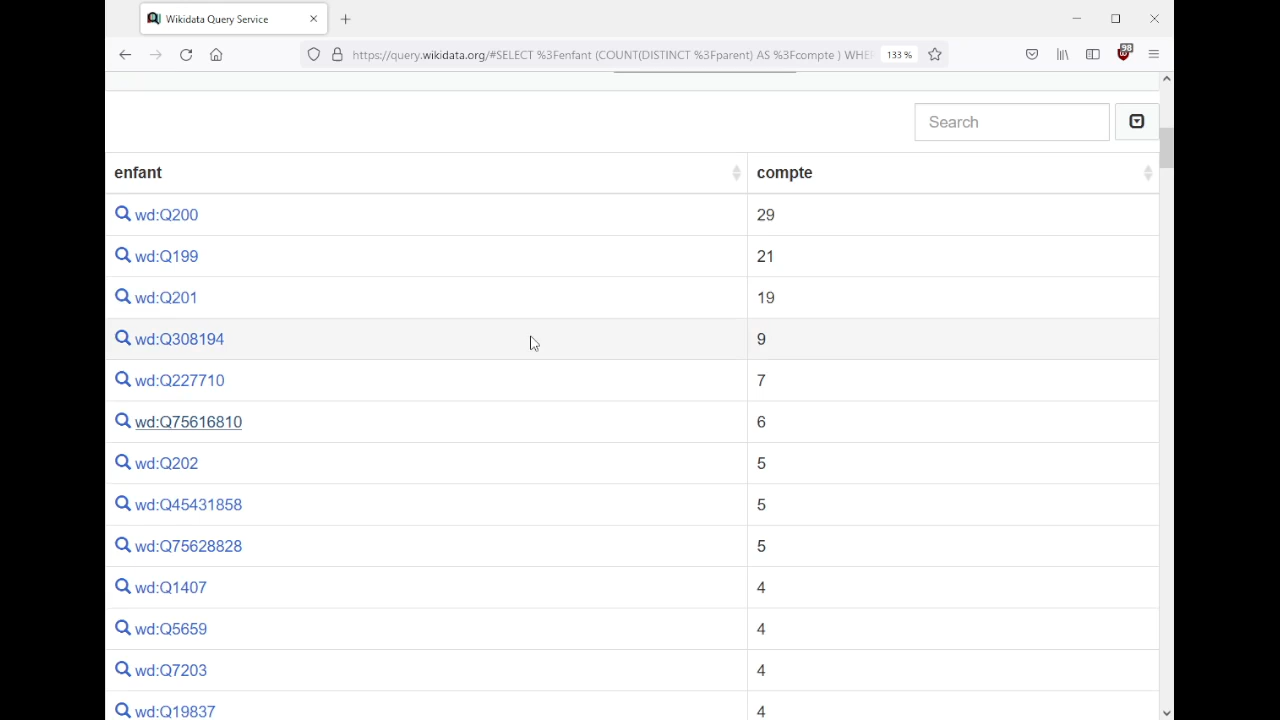 Wikidata Query Service
https://query.wikidata.org/#SELECT %3Fenfant (COUNT(DISTINCT %3Fparent) AS %3Fcompte ) WHER
133 %
98
Search
enfant compte
wd:Q200 29
wd:Q199 21
wd:Q201 19
wd:Q308194 9
wd:Q227710 7
wd:Q75616810 6
wd:Q202 5
wd:Q45431858 5
wd:Q75628828 5
wd:Q1407 4
wd:Q5659 4
wd:Q7203 4
wd:Q19837 4